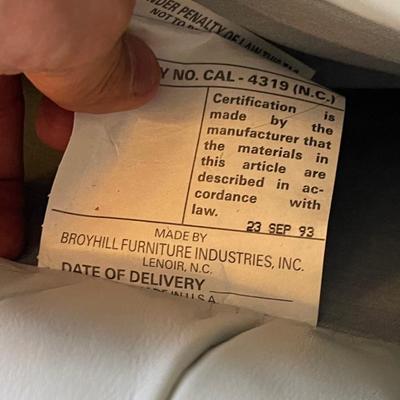 UNDER PENALTY OF LAW THIS TAG
NOT TO
Y NO. CAL - 4319 (N.C.)
Certification is
made by the
manufacturer that
the materials in
this article are
described in ac-
cordance with
law.
23 SEP 93
MADE BY
BROYHILL FURNITURE INDUSTRIES, INC.
LENOIR, N.C.
DATE OF DELIVERY
MADE IN U.S.A.